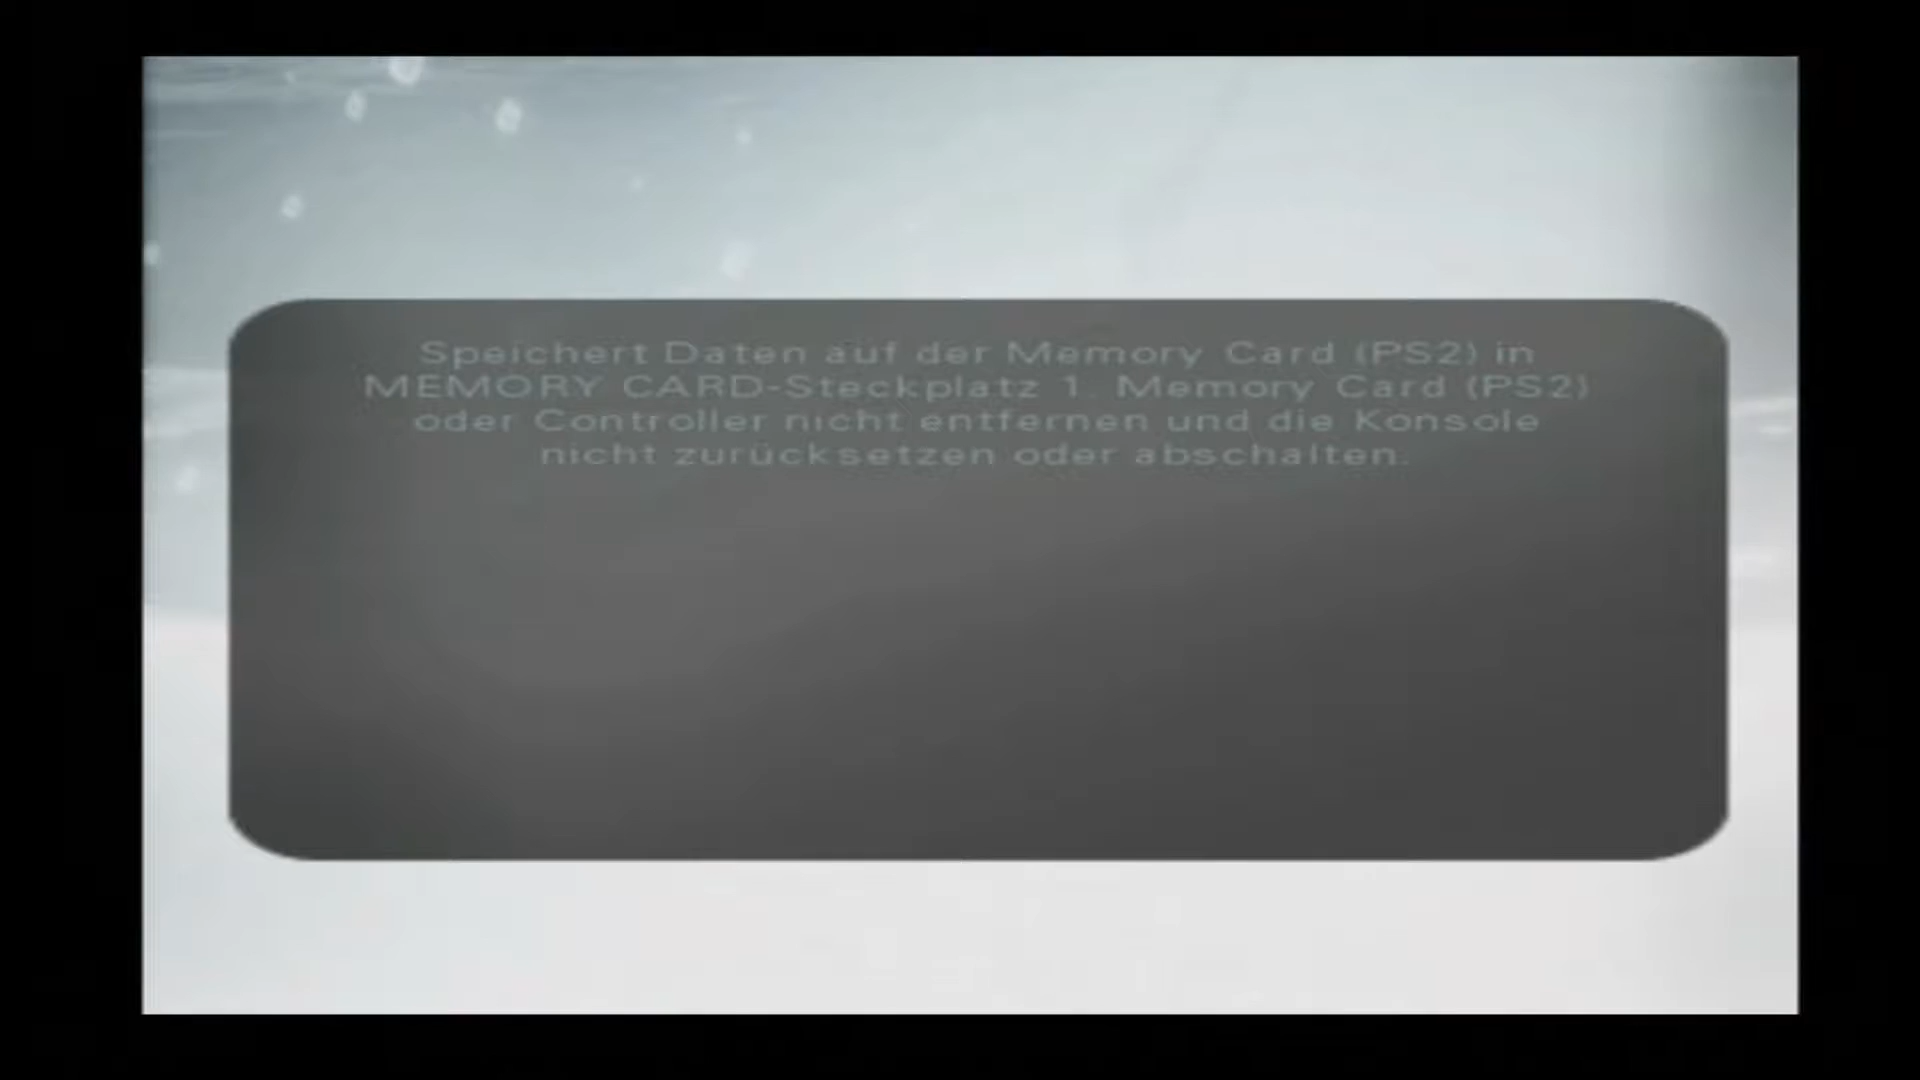 Speichert Daten auf der Memory Card (PS2) in
MEMORY CARD-Steckplatz 1. Memory Card (PS2)
oder Controller nicht entfernen und die Konsole
nicht zurücksetzen oder abschalten.